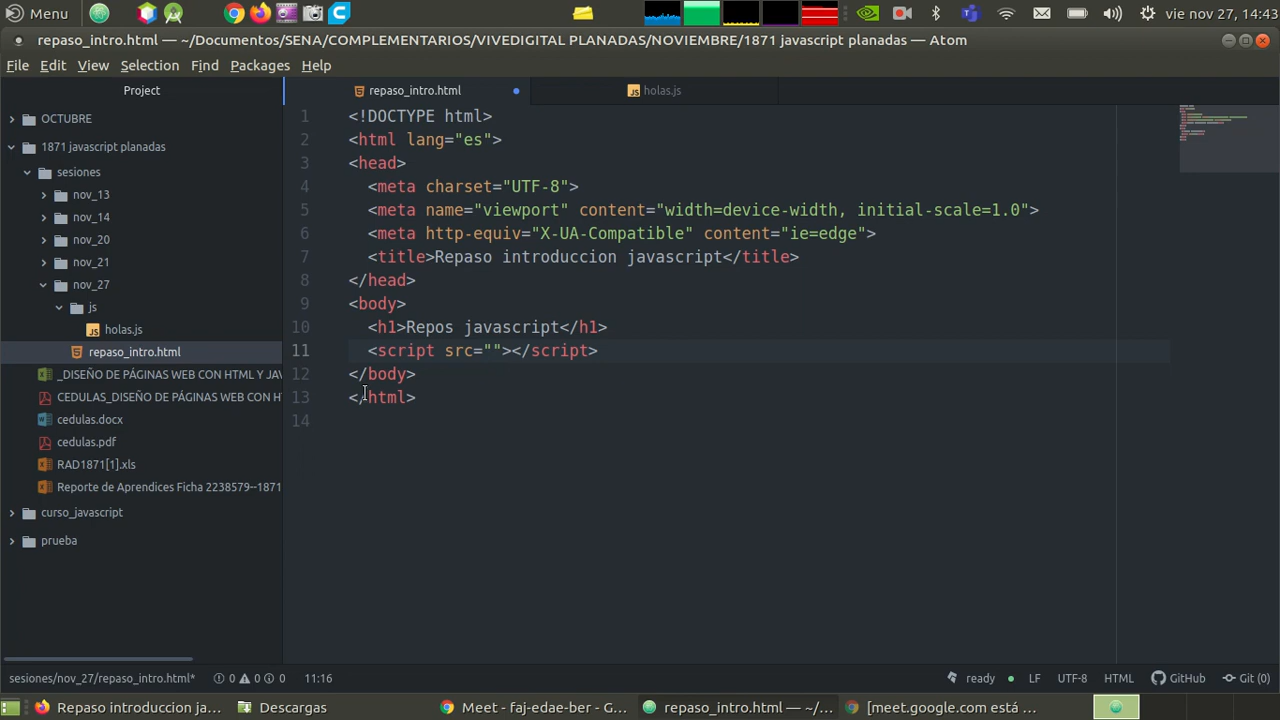 Menu
vie nov 27, 14:43
repaso_intro.html — ~/Documentos/SENA/COMPLEMENTARIOS/VIVEDIGITAL PLANADAS/NOVIEMBRE/1871 javascript planadas — Atom
File Edit View Selection Find Packages Help
Project
repaso_intro.html
holas.js
OCTUBRE
1871 javascript planadas
sesiones
nov_13
nov_14
nov_20
nov_21
nov_27
js
holas.js
repaso_intro.html
_DISEÑO DE PÁGINAS WEB CON HTML Y JAV
CEDULAS_DISEÑO DE PÁGINAS WEB CON H
cedulas.docx
cedulas.pdf
RAD1871[1].xls
Reporte de Aprendices Ficha 2238579--1871
curso_javascript
prueba
1 <!DOCTYPE html>
2 <html lang="es">
3 <head>
4 <meta charset="UTF-8">
5 <meta name="viewport" content="width=device-width, initial-scale=1.0">
6 <meta http-equiv="X-UA-Compatible" content="ie=edge">
7 <title>Repaso introduccion javascript</title>
8 </head>
9 <body>
10 <h1>Repos javascript</h1>
11 <script src=""></script>
12 </body>
13 </html>
14
sesiones/nov_27/repaso_intro.html* 0 0 0 11:16
ready LF UTF-8 HTML GitHub Git (0)
Repaso introduccion ja... Descargas Meet - faj-edae-ber - G... repaso_intro.html — ~/... [meet.google.com está ...